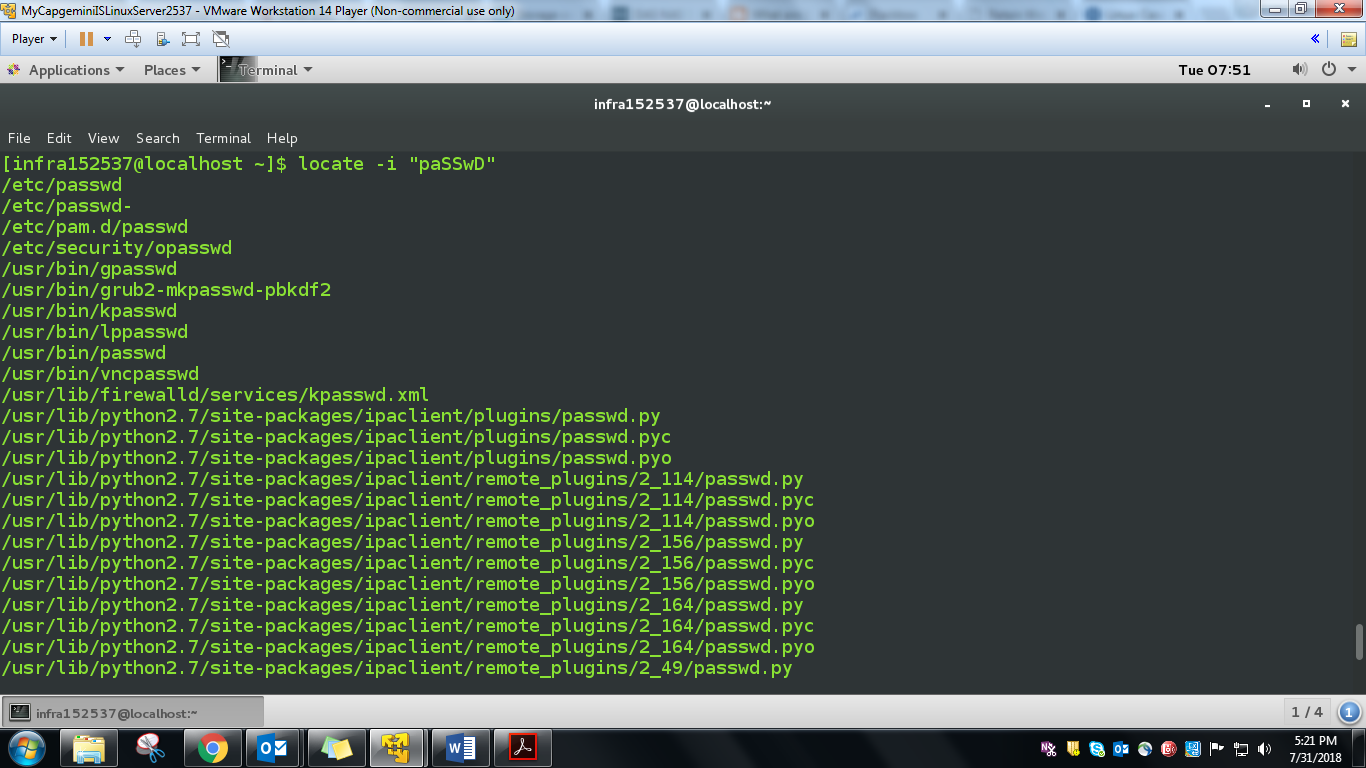 MyCapgeminiISLinuxServer2537 - VMware Workstation 14 Player (Non-commercial use only)
Player
Applications Places Terminal Tue 07:51
infra152537@localhost:~
File Edit View Search Terminal Help
[infra152537@localhost ~]$ locate -i "paSSwD"
/etc/passwd
/etc/passwd-
/etc/pam.d/passwd
/etc/security/opasswd
/usr/bin/gpasswd
/usr/bin/grub2-mkpasswd-pbkdf2
/usr/bin/kpasswd
/usr/bin/lppasswd
/usr/bin/passwd
/usr/bin/vncpasswd
/usr/lib/firewalld/services/kpasswd.xml
/usr/lib/python2.7/site-packages/ipaclient/plugins/passwd.py
/usr/lib/python2.7/site-packages/ipaclient/plugins/passwd.pyc
/usr/lib/python2.7/site-packages/ipaclient/plugins/passwd.pyo
/usr/lib/python2.7/site-packages/ipaclient/remote_plugins/2_114/passwd.py
/usr/lib/python2.7/site-packages/ipaclient/remote_plugins/2_114/passwd.pyc
/usr/lib/python2.7/site-packages/ipaclient/remote_plugins/2_114/passwd.pyo
/usr/lib/python2.7/site-packages/ipaclient/remote_plugins/2_156/passwd.py
/usr/lib/python2.7/site-packages/ipaclient/remote_plugins/2_156/passwd.pyc
/usr/lib/python2.7/site-packages/ipaclient/remote_plugins/2_156/passwd.pyo
/usr/lib/python2.7/site-packages/ipaclient/remote_plugins/2_164/passwd.py
/usr/lib/python2.7/site-packages/ipaclient/remote_plugins/2_164/passwd.pyc
/usr/lib/python2.7/site-packages/ipaclient/remote_plugins/2_164/passwd.pyo
/usr/lib/python2.7/site-packages/ipaclient/remote_plugins/2_49/passwd.py
infra152537@localhost:~ 1 / 4 1
5:21 PM
7/31/2018